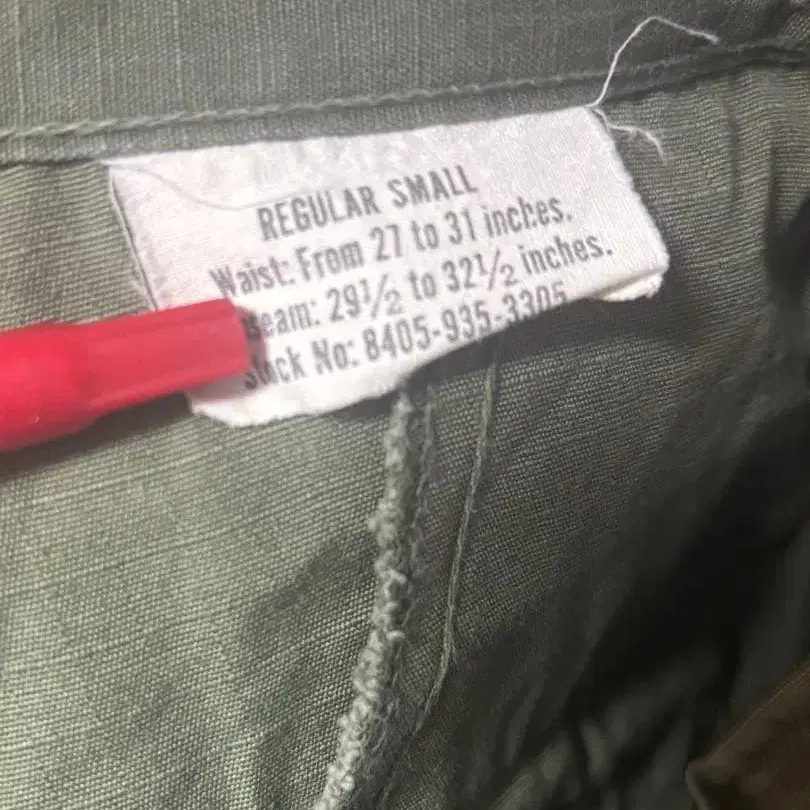 REGULAR SMALL
Waist: From 27 to 31 inches.
seam: 29½ to 32½ inches.
Stock No: 8405-935-3305